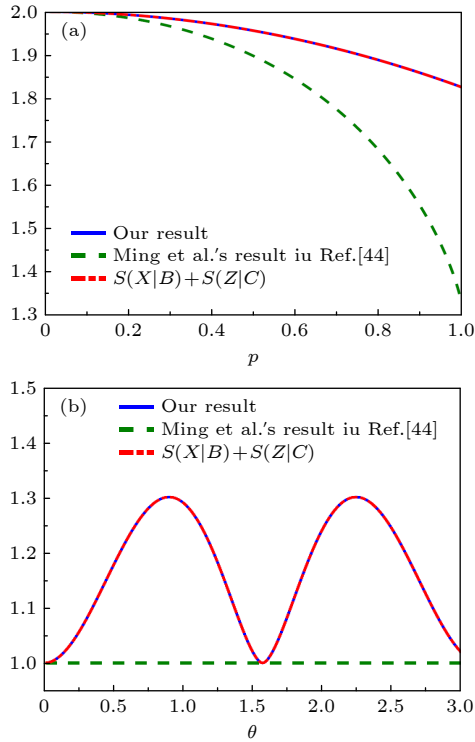 2.0
(a)
1.9
1.8
1.7
1.6
1.5
Our result
Ming et al.'s result iu Ref.[44]
1.4
S(X|B)+S(Z|C)
1.3
0 0.2 0.4 0.6 0.8 1.0
p
1.5
(b)
Our result
Ming et al.'s result iu Ref.[44]
1.4
S(X|B)+S(Z|C)
1.3
1.2
1.1
1.0
0 0.5 1.0 1.5 2.0 2.5 3.0
θ